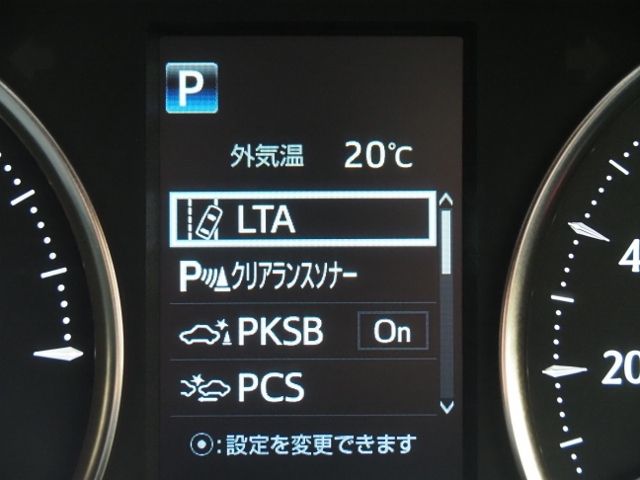 P
外気温 20℃
LTA
Pクリアランスソナー
PKSB On
PCS
:設定を変更できます
4
20